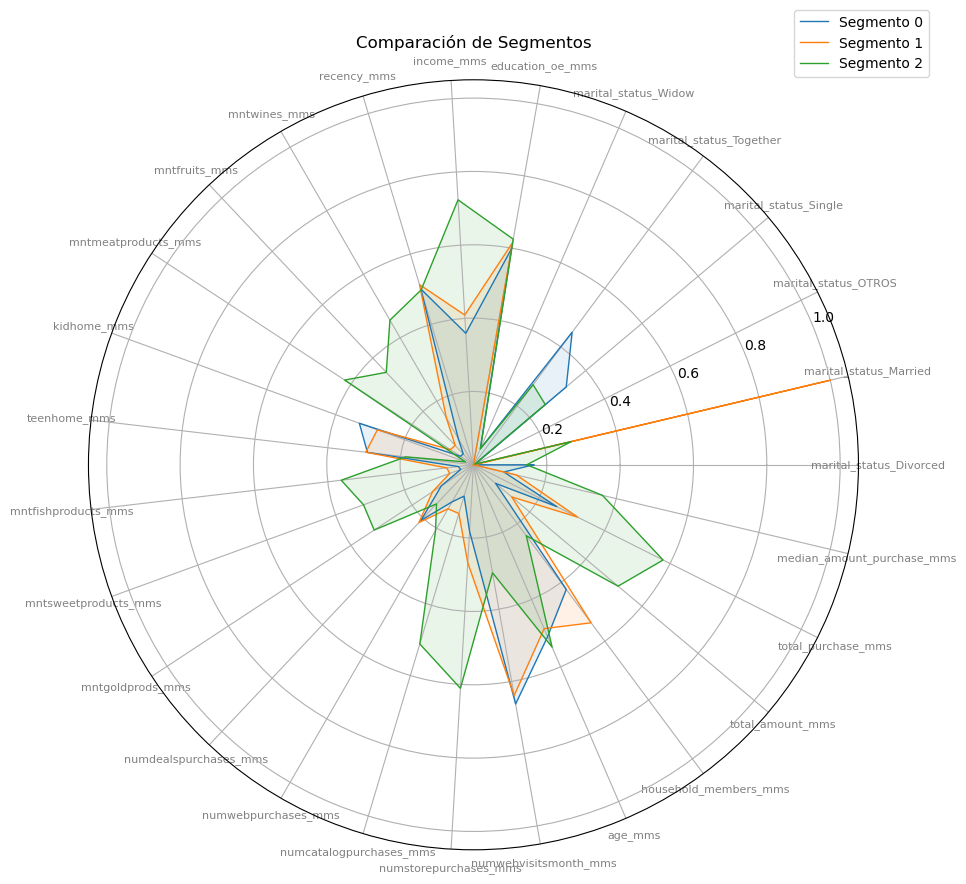 Segmento 0
Segmento 1
Segmento 2
Comparación de Segmentos
income_mms
education_oe_mms
recency_mms
marital_status_Widow
mntwines_mms
marital_status_Together
mntfruits_mms
marital_status_Single
mntmeatproducts_mms
marital_status_OTROS
kidhome_mms
1.0
0.8
marital_status_Married
0.6
0.4
teenhome_mms
0.2
marital_status_Divorced
mntfishproducts_mms
median_amount_purchase_mms
mntsweetproducts_mms
total_purchase_mms
mntgoldprods_mms
total_amount_mms
numdealspurchases_mms
household_members_mms
numwebpurchases_mms
age_mms
numcatalogpurchases_mms
numwebvisitsmonth_mms
numstorepurchases_mms